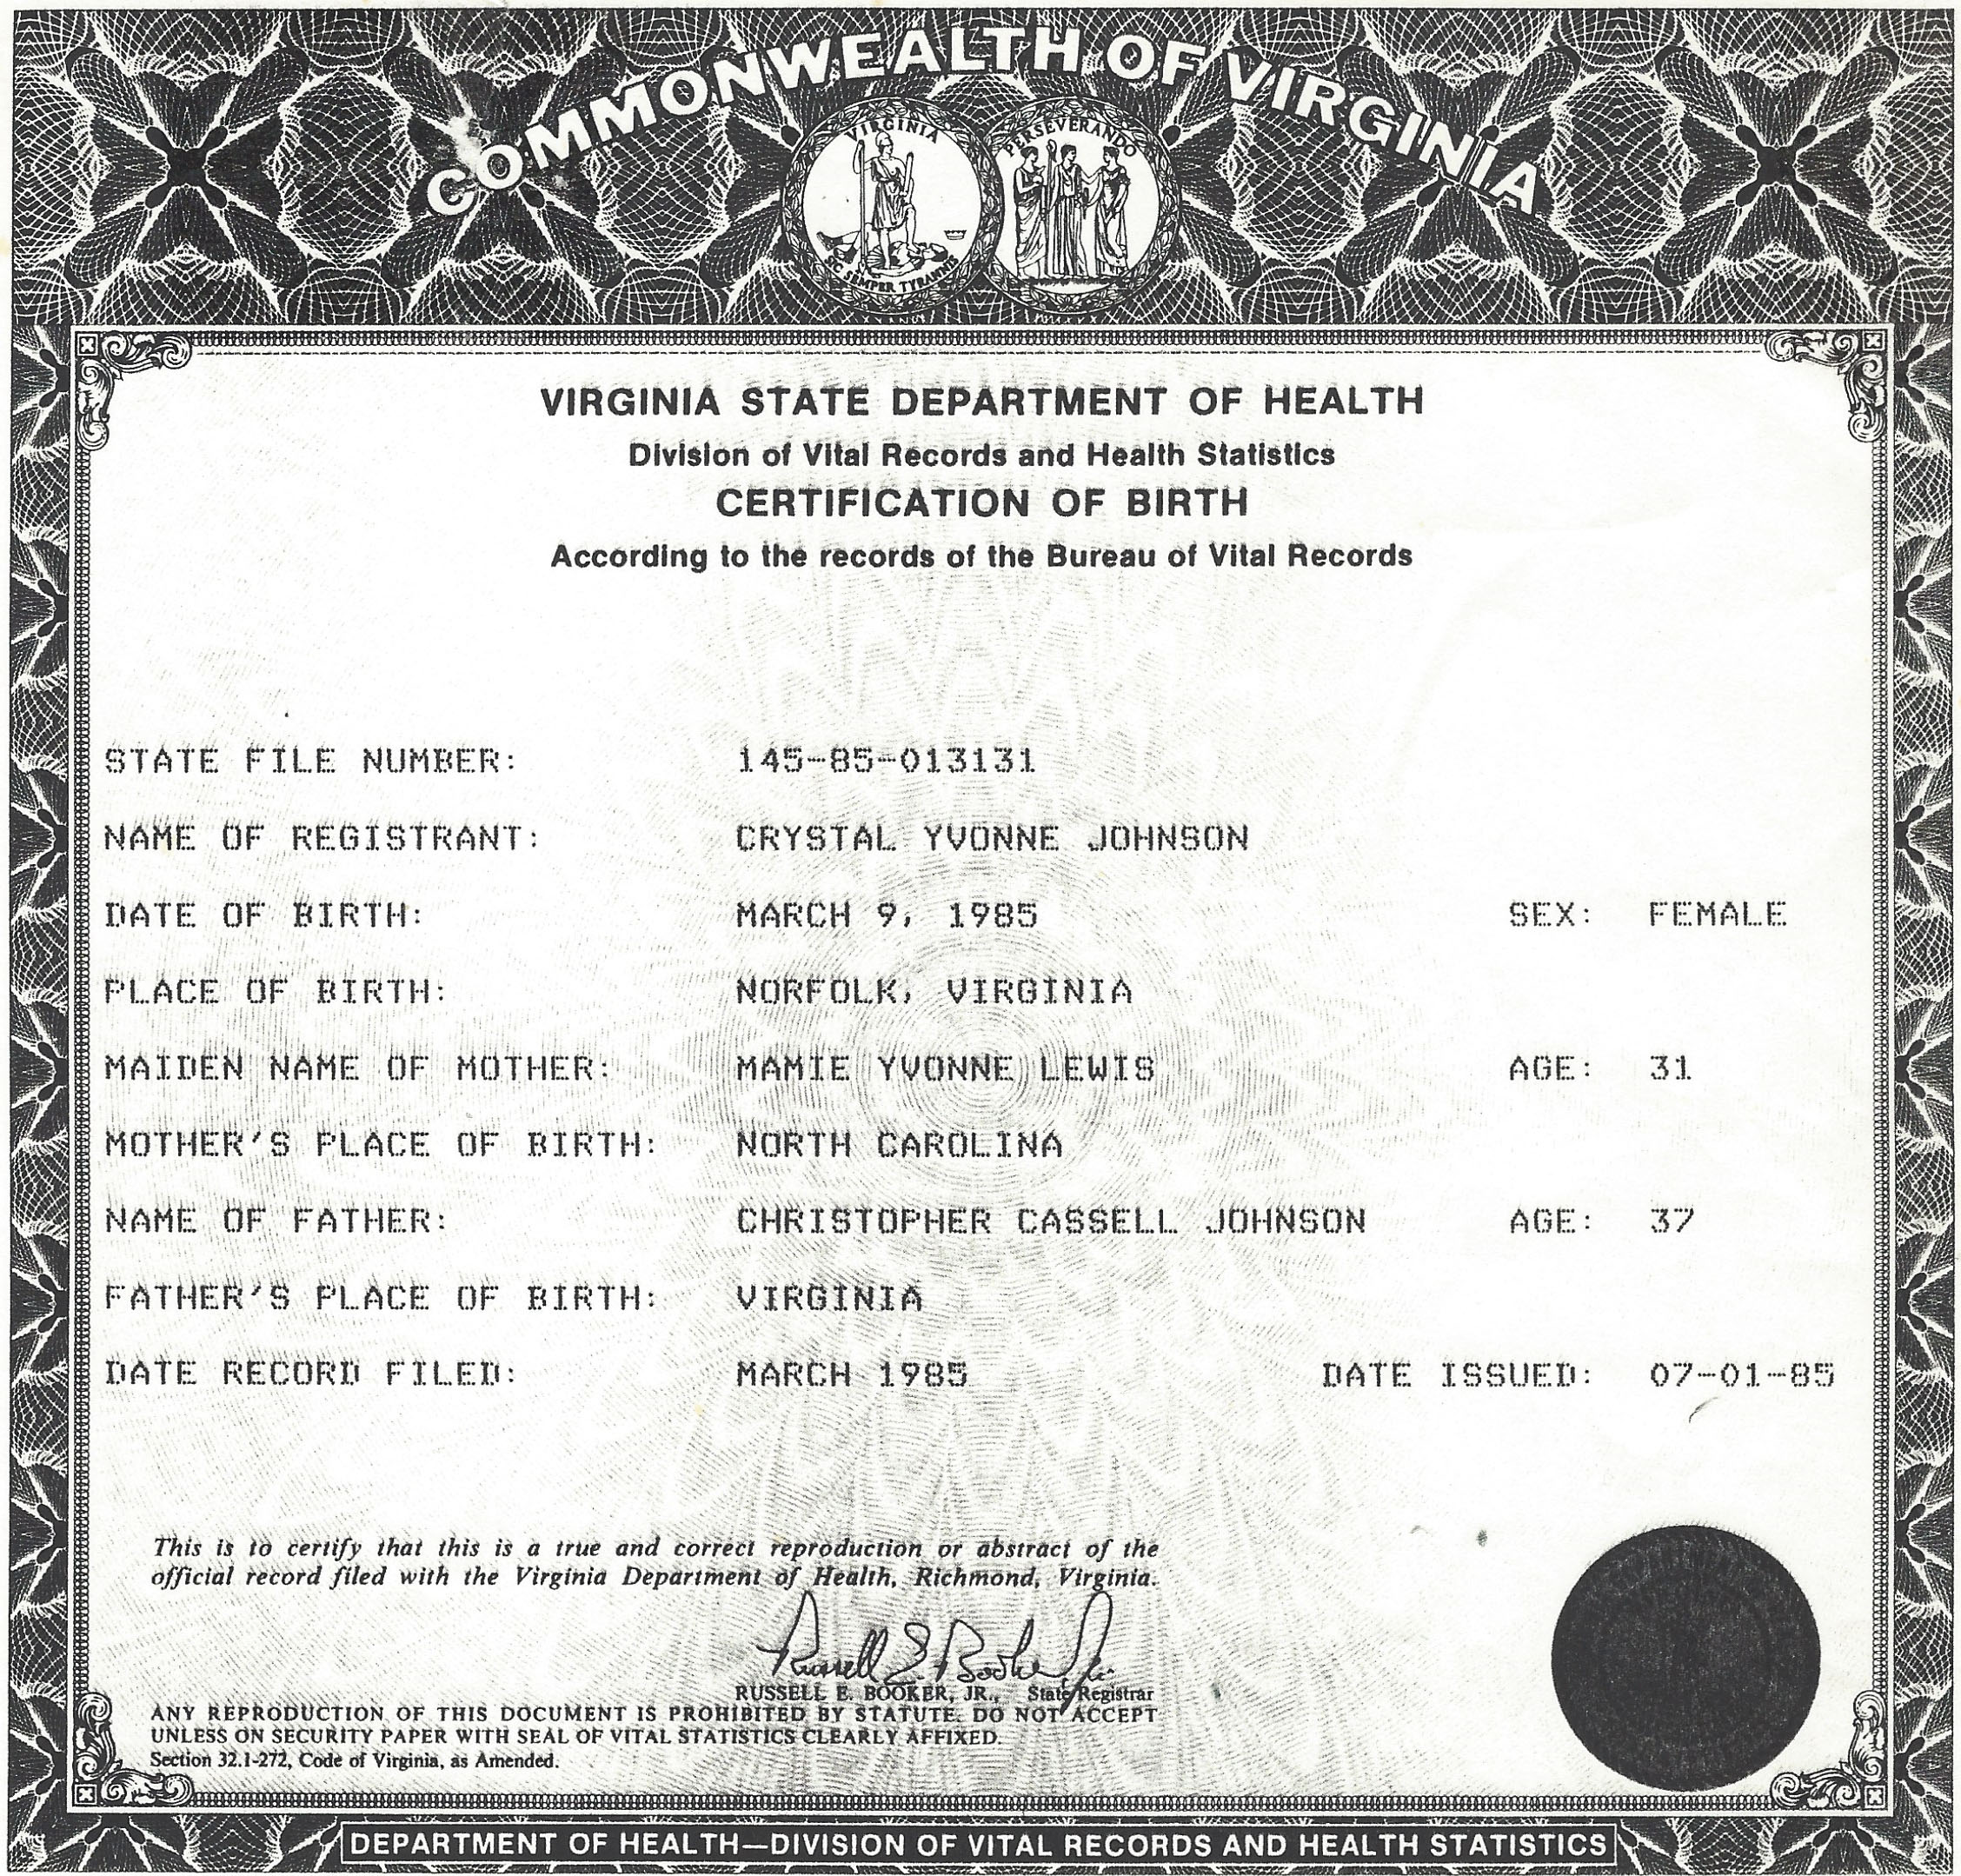 COMMONWEALTH OF VIRGINIA
VIRGINIA PERSEVERANDO
SIC SEMPER TYRANNIS
VIRGINIA STATE DEPARTMENT OF HEALTH
Division of Vital Records and Health Statistics
CERTIFICATION OF BIRTH
According to the records of the Bureau of Vital Records
STATE FILE NUMBER: 145-85-013131
NAME OF REGISTRANT: CRYSTAL YVONNE JOHNSON
DATE OF BIRTH: MARCH 9, 1985 SEX: FEMALE
PLACE OF BIRTH: NORFOLK, VIRGINIA
MAIDEN NAME OF MOTHER: MAMIE YVONNE LEWIS AGE: 31
MOTHER'S PLACE OF BIRTH: NORTH CAROLINA
NAME OF FATHER: CHRISTOPHER CASSELL JOHNSON AGE: 37
FATHER'S PLACE OF BIRTH: VIRGINIA
DATE RECORD FILED: MARCH 1985 DATE ISSUED: 07-01-85
This is to certify that this is a true and correct reproduction or abstract of the
official record filed with the Virginia Department of Health, Richmond, Virginia.
Russell E. Booker, Jr.
RUSSELL E. BOOKER, JR., State Registrar
ANY REPRODUCTION OF THIS DOCUMENT IS PROHIBITED BY STATUTE. DO NOT ACCEPT
UNLESS ON SECURITY PAPER WITH SEAL OF VITAL STATISTICS CLEARLY AFFIXED.
Section 32.1-272, Code of Virginia, as Amended.
DEPARTMENT OF HEALTH—DIVISION OF VITAL RECORDS AND HEALTH STATISTICS